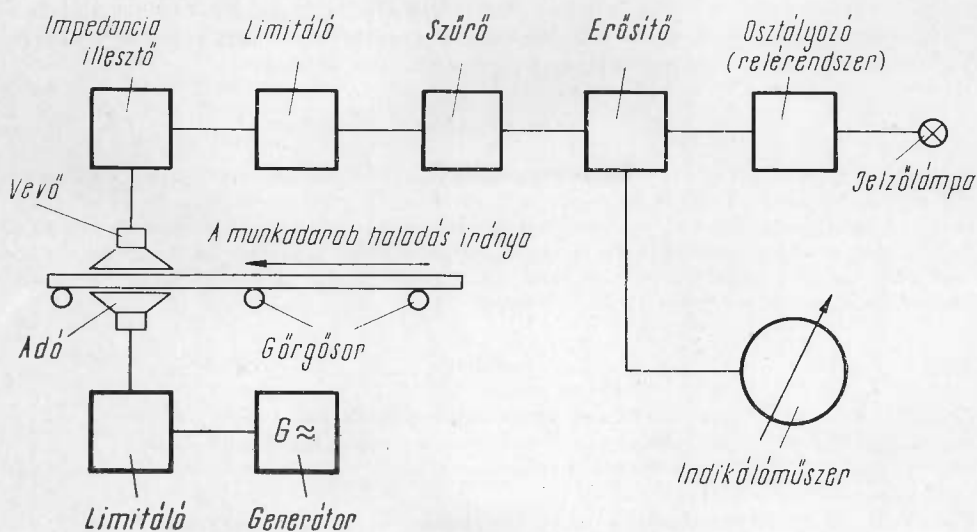 Impedancia
illesztő
Limitáló
Szűrő
Erősítő
Osztályozó
(relérendszer)
Jelzőlámpa
Vevő
A munkadarab haladás iránya
Adó
Görgősor
G≈
Limitáló
Generátor
Indikálóműszer